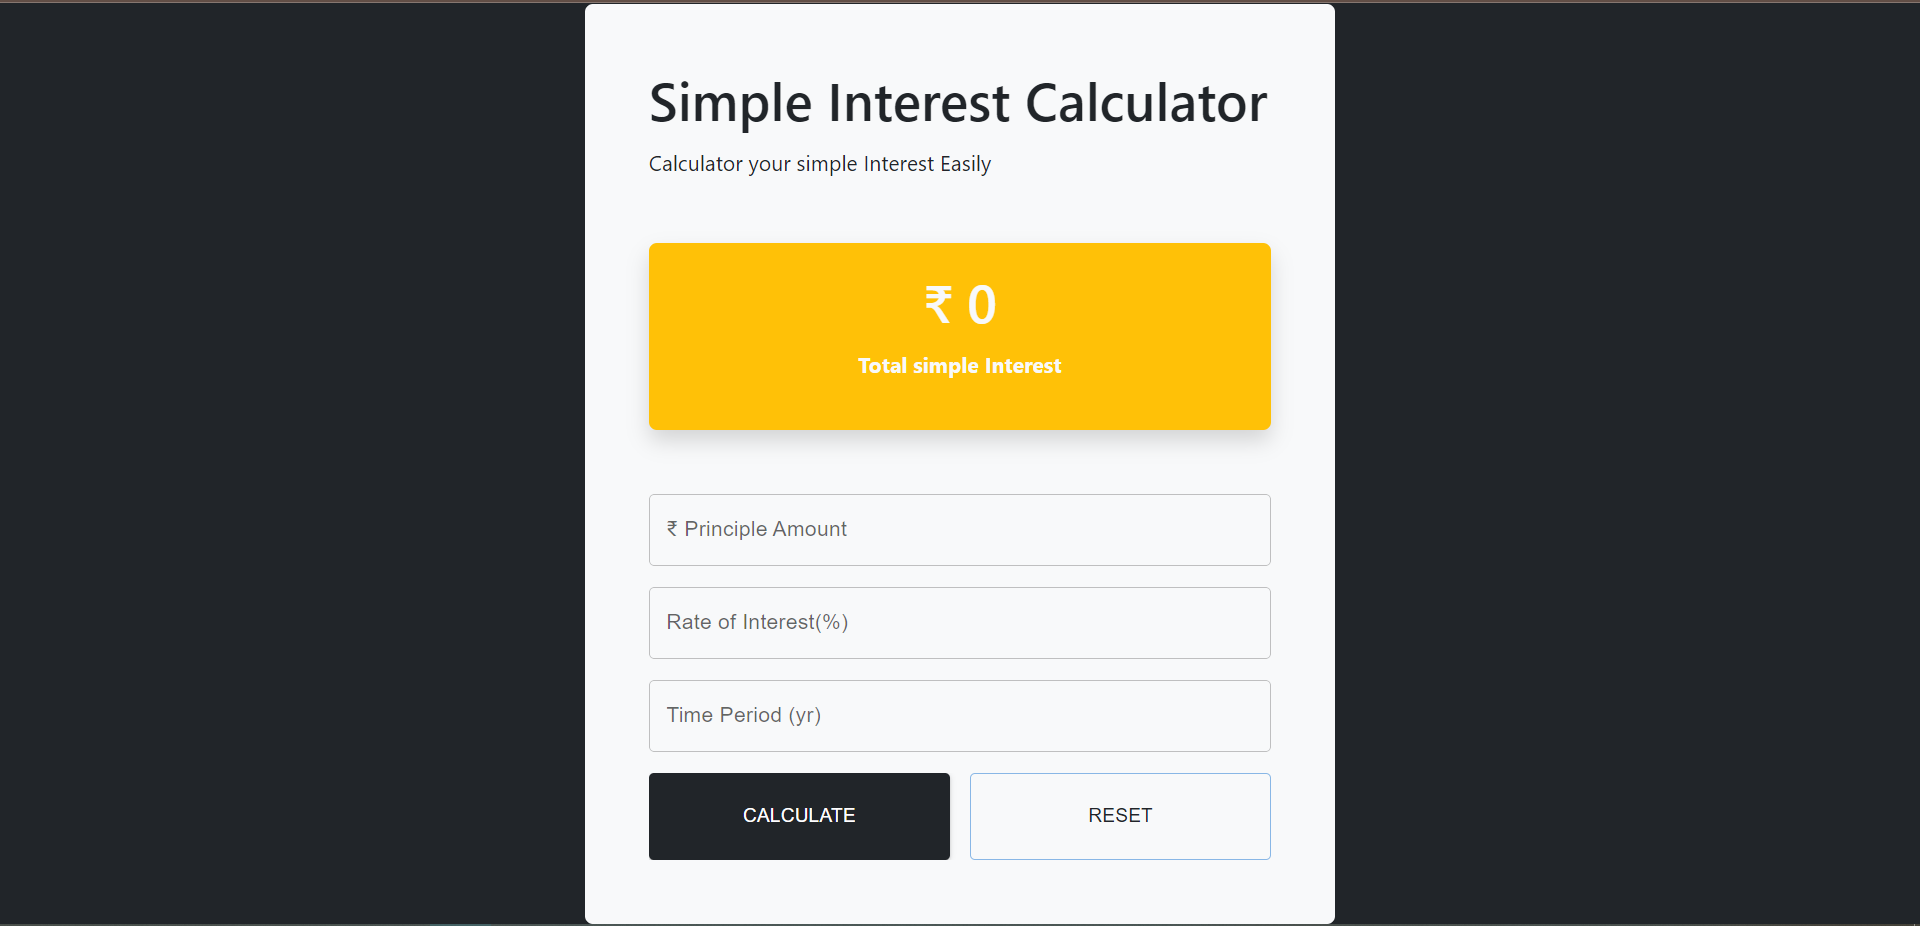 Simple Interest Calculator
Calculator your simple Interest Easily
₹ 0
Total simple Interest
₹ Principle Amount
Rate of Interest(%)
Time Period (yr)
CALCULATE
RESET